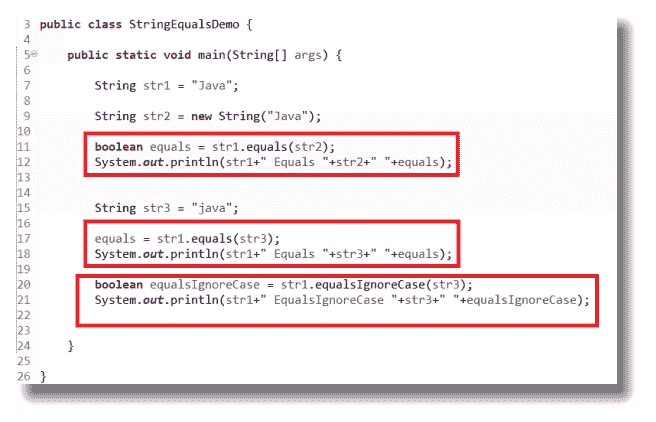 3 public class StringEqualsDemo {
4
5 public static void main(String[] args) {
6
7 String str1 = "Java";
8
9 String str2 = new String("Java");
10
11 boolean equals = str1.equals(str2);
12 System.out.println(str1+" Equals "+str2+" "+equals);
13
14
15 String str3 = "java";
16
17 equals = str1.equals(str3);
18 System.out.println(str1+" Equals "+str3+" "+equals);
19
20 boolean equalsIgnoreCase = str1.equalsIgnoreCase(str3);
21 System.out.println(str1+" EqualsIgnoreCase "+str3+" "+equalsIgnoreCase);
22
23
24 }
25
26 }